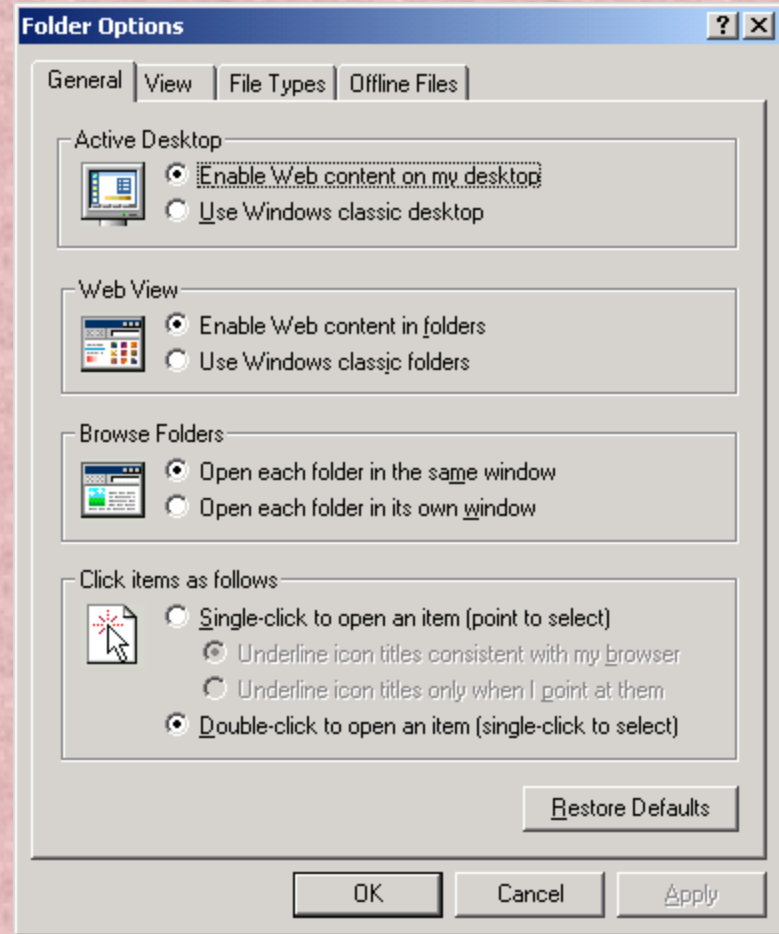 Folder Options
General View File Types Offline Files
Active Desktop
Enable Web content on my desktop
Use Windows classic desktop
Web View
Enable Web content in folders
Use Windows classic folders
Browse Folders
Open each folder in the same window
Open each folder in its own window
Click items as follows
Single-click to open an item (point to select)
Underline icon titles consistent with my browser
Underline icon titles only when I point at them
Double-click to open an item (single-click to select)
Restore Defaults
OK Cancel Apply